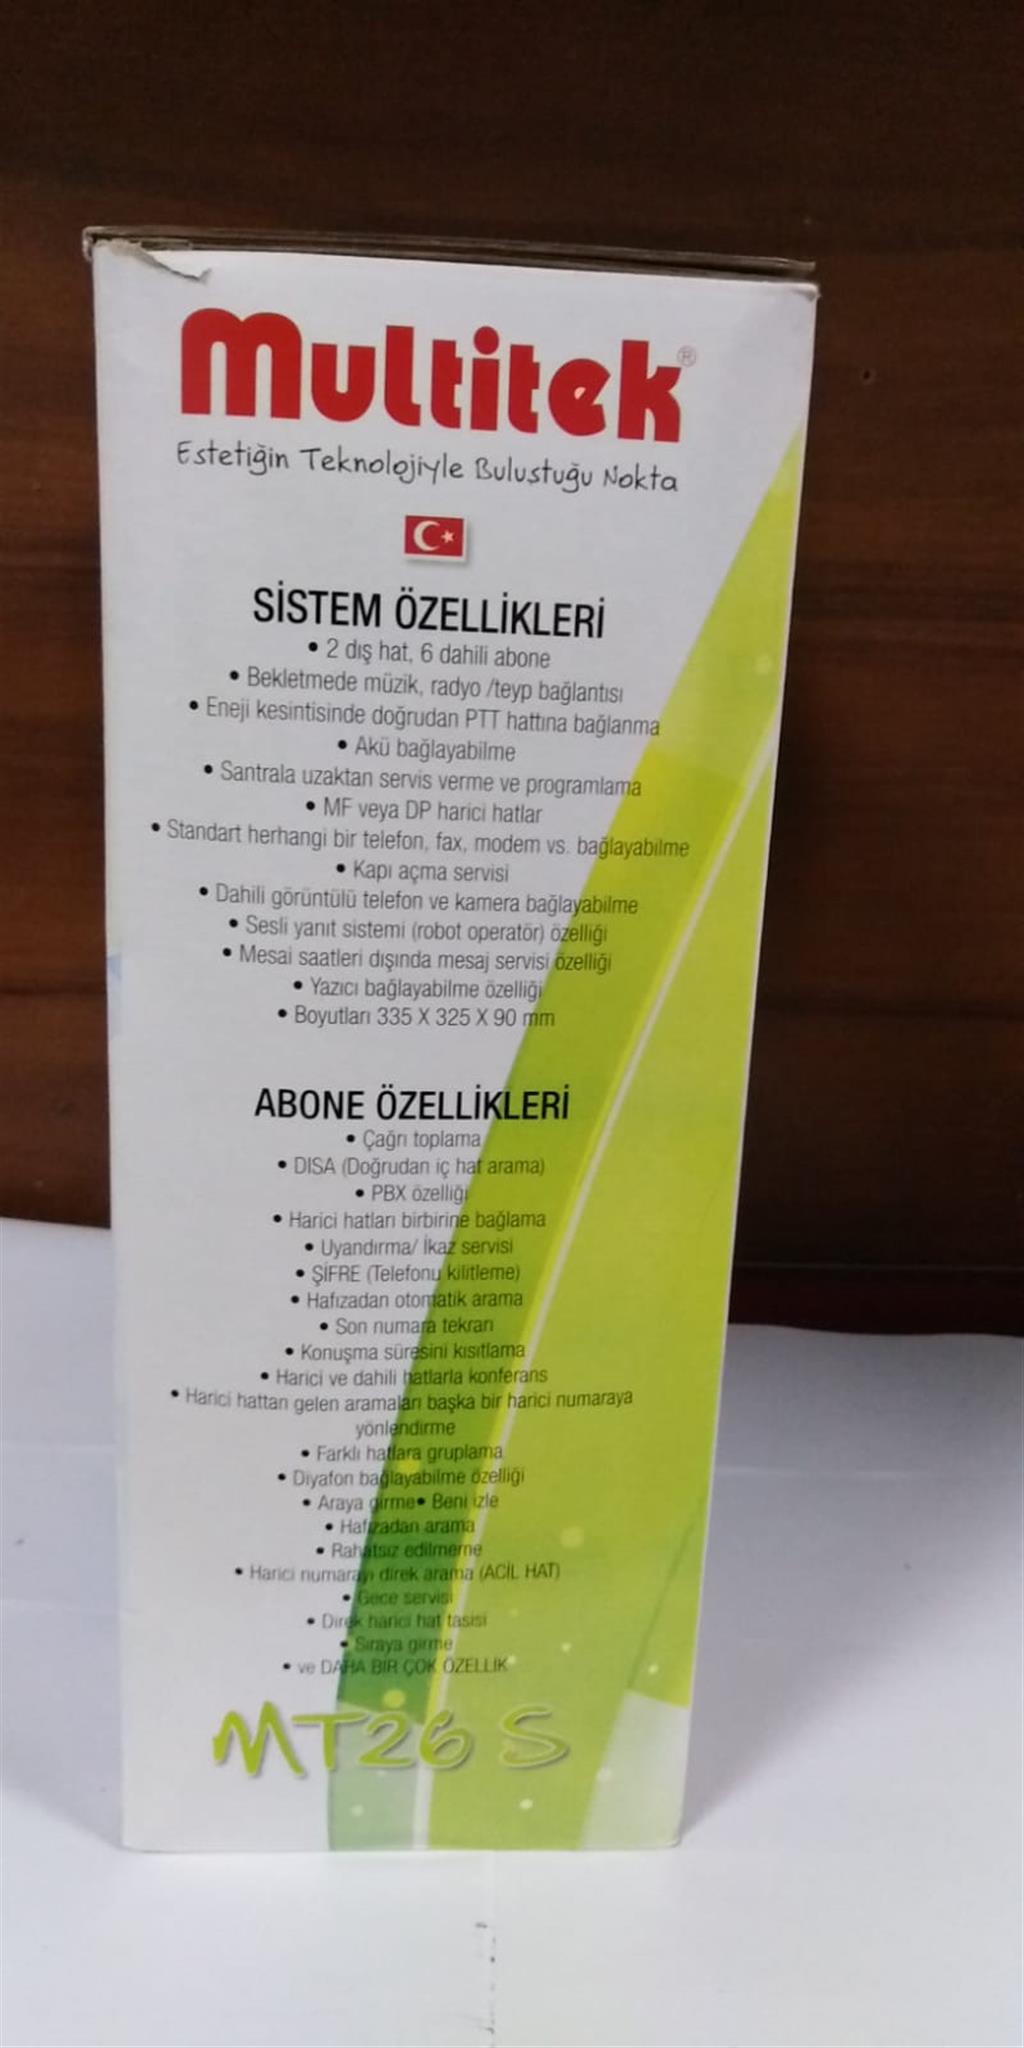 Multitek®
Estetiğin Teknolojiyle Buluştuğu Nokta
SİSTEM ÖZELLİKLERİ
• 2 dış hat, 6 dahili abone
• Bekletmede müzik, radyo /teyp bağlantısı
• Eneji kesintisinde doğrudan PTT hattına bağlanma
• Akü bağlayabilme
• Santrala uzaktan servis verme ve programlama
• MF veya DP harici hatlar
• Standart herhangi bir telefon, fax, modem vs. bağlayabilme
• Kapı açma servisi
• Dahili görüntülü telefon ve kamera bağlayabilme
• Sesli yanıt sistemi (robot operatör) özelliği
• Mesai saatleri dışında mesaj servisi özelliği
• Yazıcı bağlayabilme özelliği
• Boyutları 335 X 325 X 90 mm
ABONE ÖZELLİKLERİ
• Çağrı toplama
• DISA (Doğrudan iç hat arama)
• PBX özelliği
• Harici hatları birbirine bağlama
• Uyandırma/ İkaz servisi
• ŞİFRE (Telefonu kilitleme)
• Hafızadan otomatik arama
• Son numara tekrarı
• Konuşma süresini kısıtlama
• Harici ve dahili hatlarla konferans
• Harici hattan gelen aramaları başka bir harici numaraya
yönlendirme
• Farklı hatlara gruplama
• Diyafon bağlayabilme özelliği
• Araya girme• Beni izle
• Hafızadan arama
• Rahatsız edilmeme
• Harici numarayı direk arama (ACİL HAT)
• Gece servisi
• Direk harici hat tasisi
• Sıraya girme
• ve DAHA BİR ÇOK ÖZELLİK
MT26 S